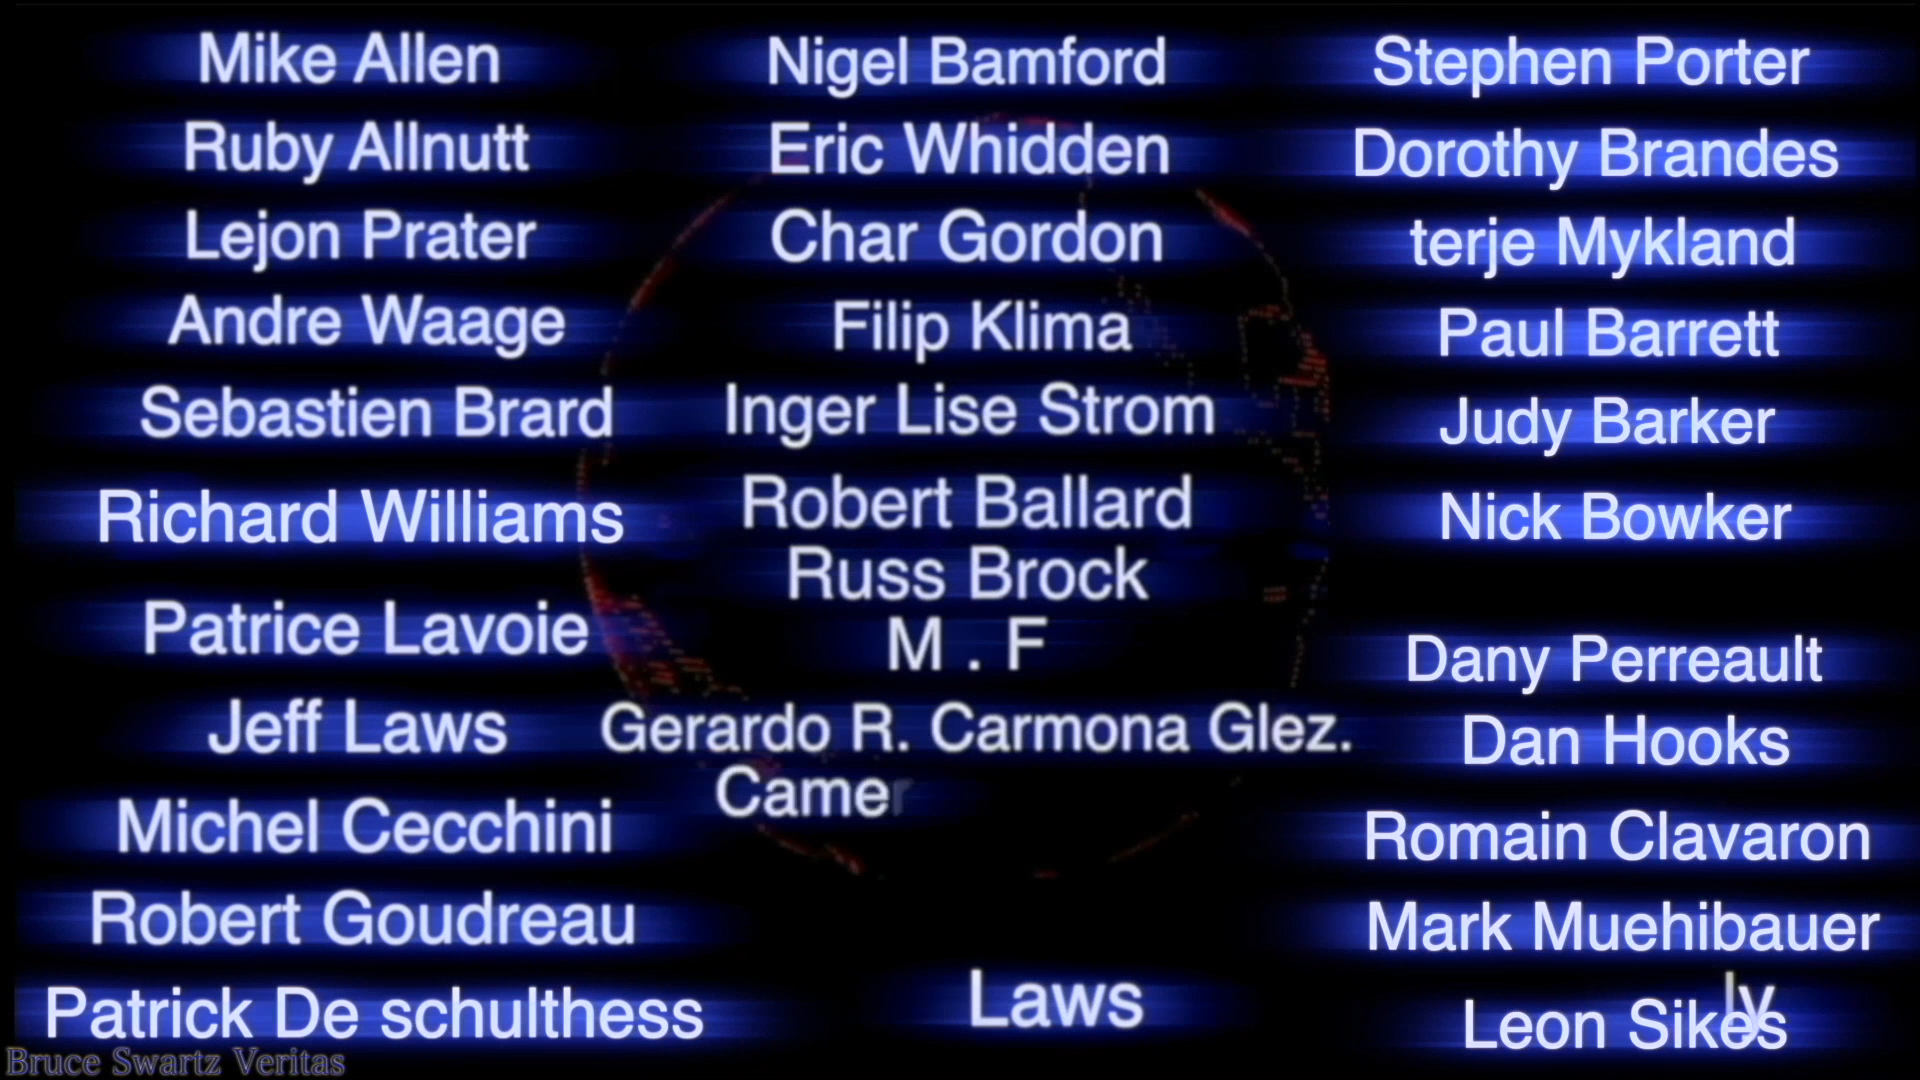 Mike Allen
Ruby Allnutt
Lejon Prater
Andre Waage
Sebastien Brard
Richard Williams
Patrice Lavoie
Jeff Laws
Michel Cecchini
Robert Goudreau
Patrick De schulthess
Nigel Bamford
Eric Whidden
Char Gordon
Filip Klima
Inger Lise Strom
Robert Ballard
Russ Brock
M . F
Gerardo R. Carmona Glez.
Camer
Laws
Stephen Porter
Dorothy Brandes
terje Mykland
Paul Barrett
Judy Barker
Nick Bowker
Dany Perreault
Dan Hooks
Romain Clavaron
Mark Muehibauer
ly
Leon Sikes
Bruce Swartz Veritas